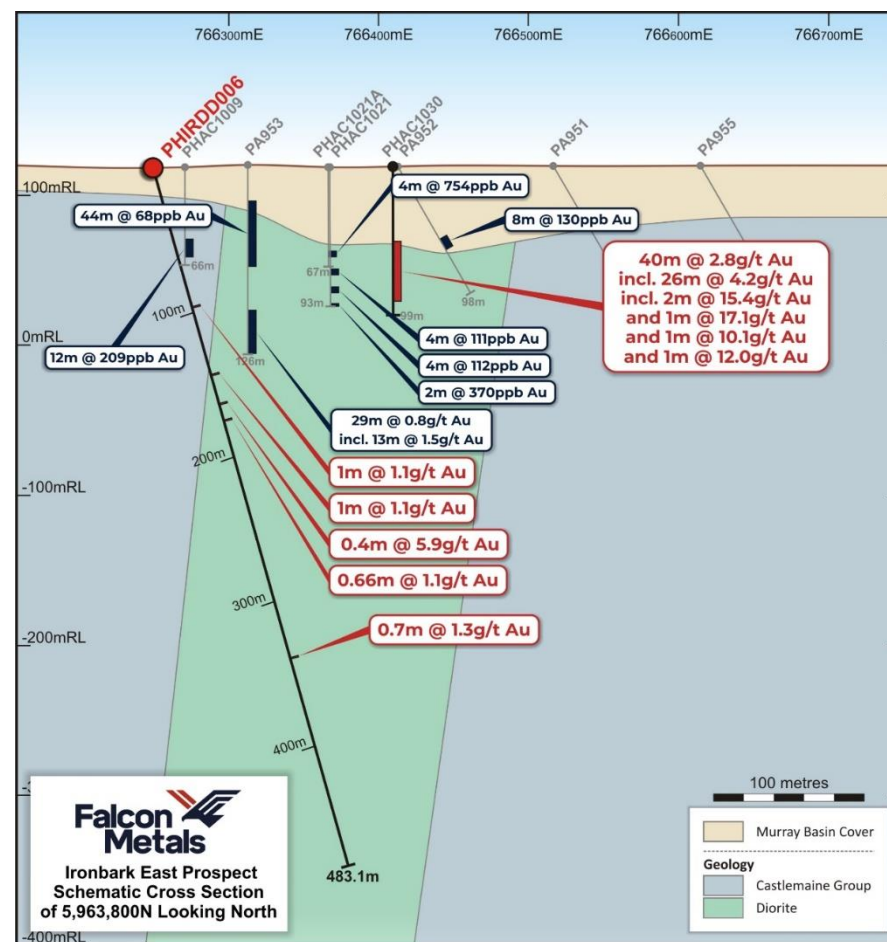 766300mE
766400mE
766500mE
766600mE
766700mE
PHIRDD006
PHAC1009
PA953
PHAC1021A
PHAC1021
PHAC1030
PA952
PA951
PA955
100mRL
0mRL
-100mRL
-200mRL
-400mRL
44m @ 68ppb Au
4m @ 754ppb Au
8m @ 130ppb Au
66m
67m
93m
98m
99m
126m
12m @ 209ppb Au
40m @ 2.8g/t Au
incl. 26m @ 4.2g/t Au
incl. 2m @ 15.4g/t Au
and 1m @ 17.1g/t Au
and 1m @ 10.1g/t Au
and 1m @ 12.0g/t Au
4m @ 111ppb Au
4m @ 112ppb Au
2m @ 370ppb Au
29m @ 0.8g/t Au
incl. 13m @ 1.5g/t Au
1m @ 1.1g/t Au
1m @ 1.1g/t Au
0.4m @ 5.9g/t Au
0.66m @ 1.1g/t Au
0.7m @ 1.3g/t Au
100m
200m
300m
400m
483.1m
Falcon
Metals
Ironbark East Prospect
Schematic Cross Section
of 5,963,800N Looking North
100 metres
Murray Basin Cover
Geology
Castlemaine Group
Diorite